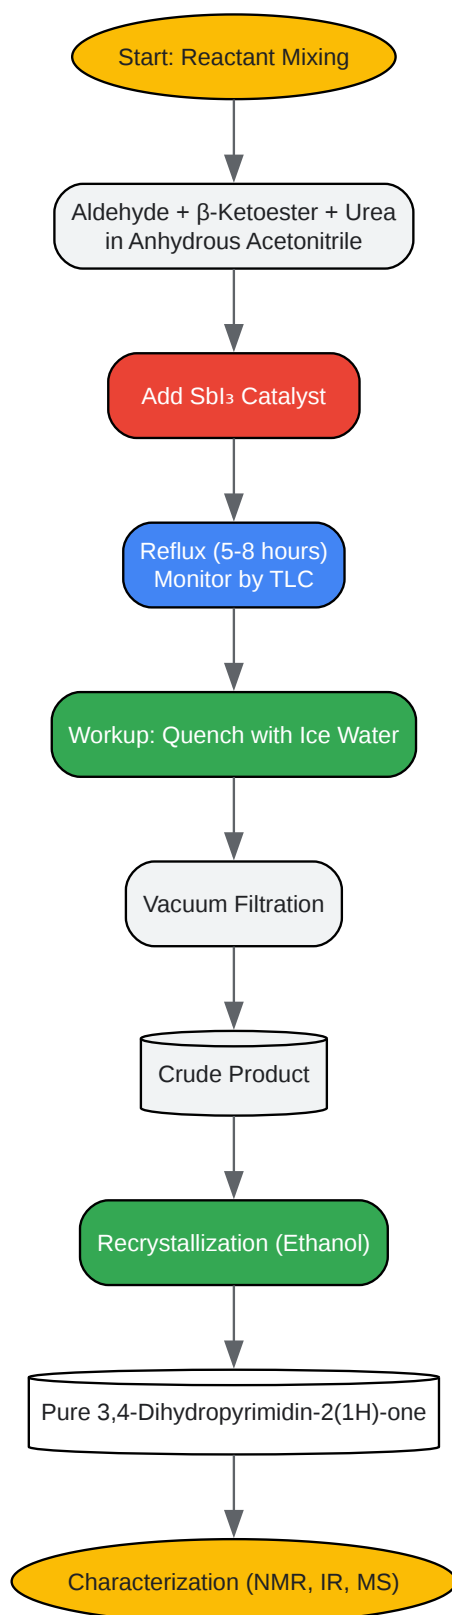 Start: Reactant Mixing
Aldehyde + β-Ketoester + Urea
in Anhydrous Acetonitrile
Add SbI₃ Catalyst
Reflux (5-8 hours)
Monitor by TLC
Workup: Quench with Ice Water
Vacuum Filtration
Crude Product
Recrystallization (Ethanol)
Pure 3,4-Dihydropyrimidin-2(1H)-one
Characterization (NMR, IR, MS)